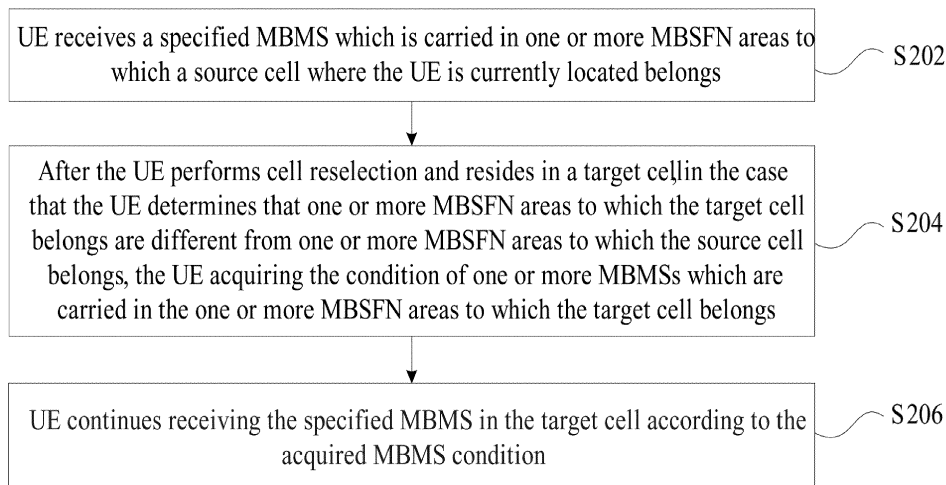 UE receives a specified MBMS which is carried in one or more MBSFN areas to
which a source cell where the UE is currently located belongs
S202
After the UE performs cell reselection and resides in a target cell,in the case
that the UE determines that one or more MBSFN areas to which the target cell
belongs are different from one or more MBSFN areas to which the source cell
belongs, the UE acquiring the condition of one or more MBMSs which are
carried in the one or more MBSFN areas to which the target cell belongs
S204
UE continues receiving the specified MBMS in the target cell according to the
acquired MBMS condition
S206